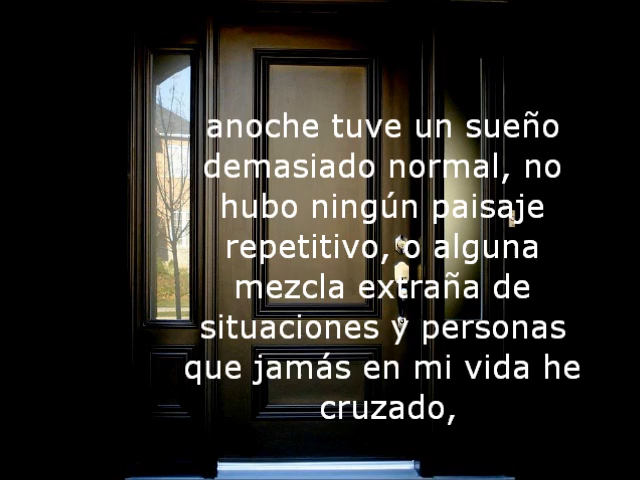 anoche tuve un sueño
demasiado normal, no
hubo ningún paisaje
repetitivo, o alguna
mezcla extraña de
situaciones y personas
que jamás en mi vida he
cruzado,